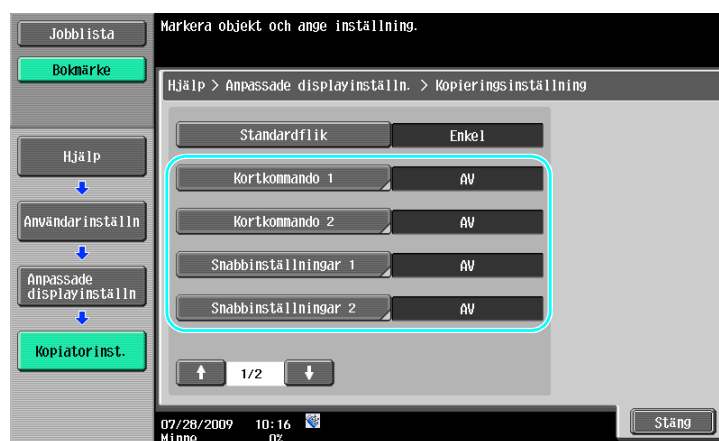 Jobblista
Markera objekt och ange inställning.
Bokmärke
Hjälp > Anpassade displayinställn. > Kopieringsinställning
Standardflik Enkel
Hjälp
Kortkommando 1 AV
Användarinställn
Kortkommando 2 AV
Snabbinställningar 1 AV
Anpassade
displayinställn
Snabbinställningar 2 AV
Kopiatorinst.
1/2
07/28/2009 10:16
Minne 0%
Stäng